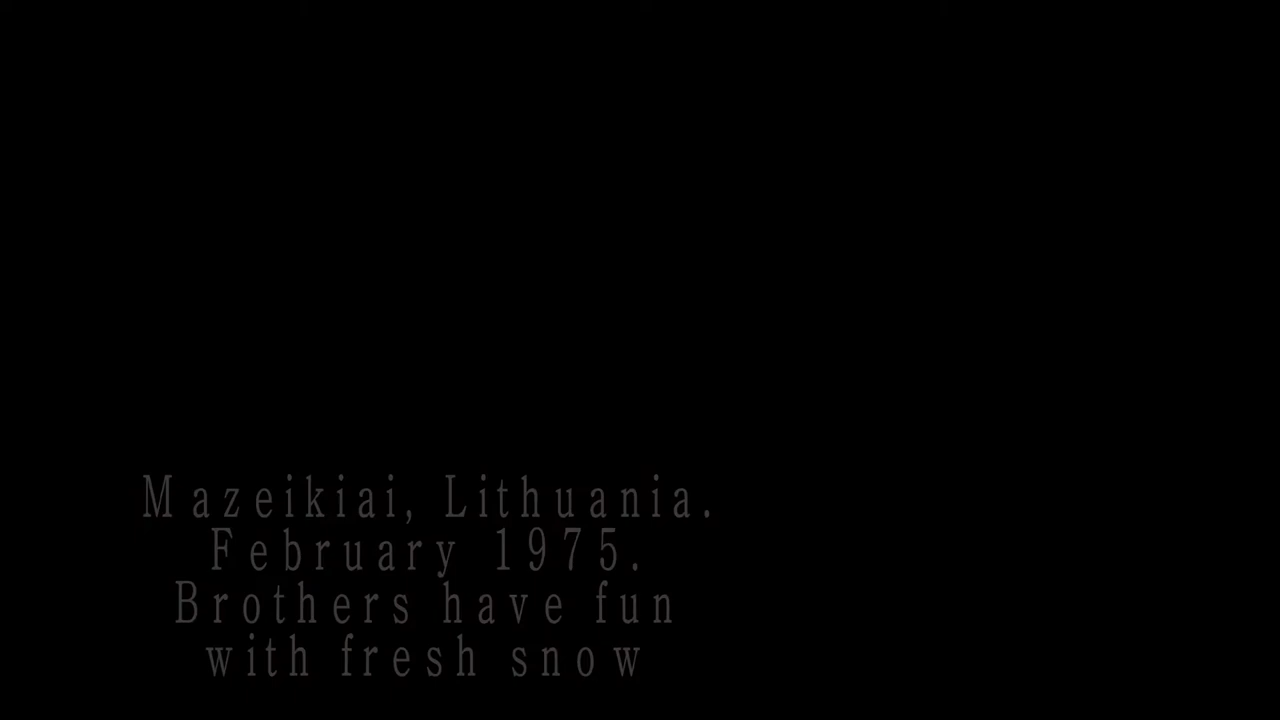 Mazeikiai, Lithuania.
February 1975.
Brothers have fun
with fresh snow